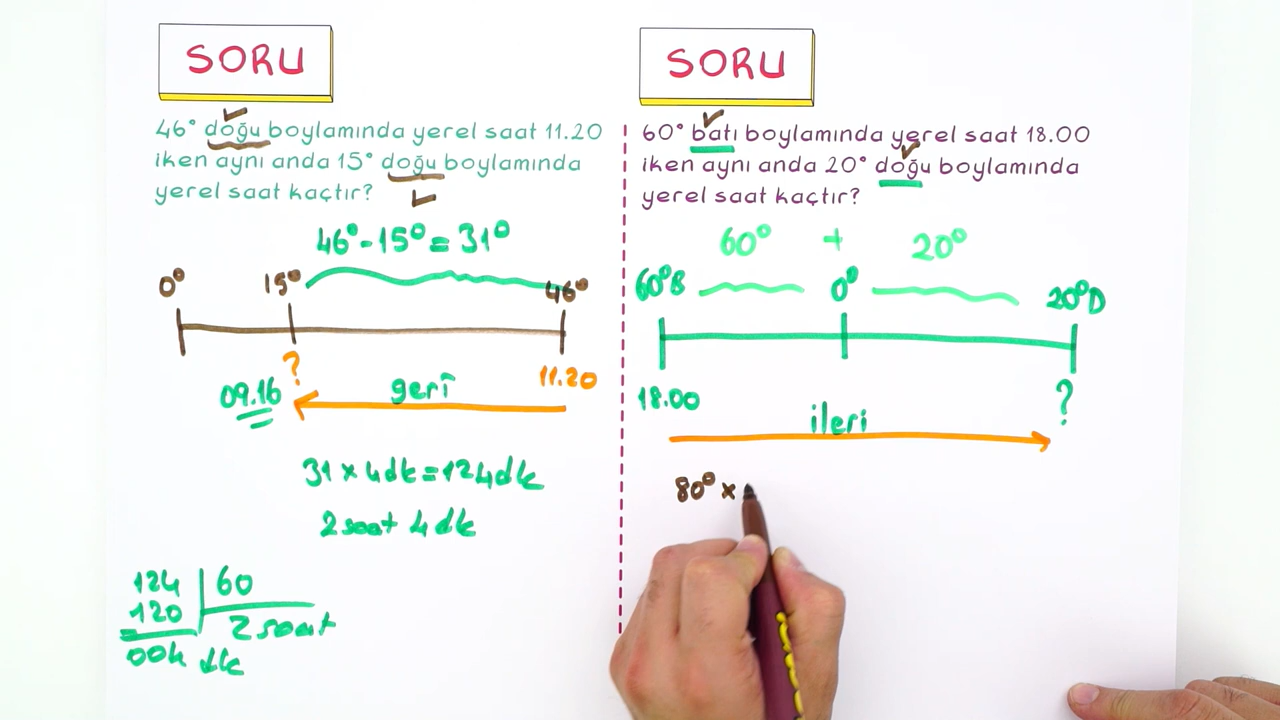 SORU
46° doğu boylamında yerel saat 11.20
iken aynı anda 15° doğu boylamında
yerel saat kaçtır?
46° - 15° = 31°
0° 15° 46°
? 11.20
09.16 geri
31 x 4dk = 124dk
2 saat 4 dk
124 60
120 2 saat
004 dk
SORU
60° batı boylamında yerel saat 18.00
iken aynı anda 20° doğu boylamında
yerel saat kaçtır?
60° + 20°
60°B 0° 20°D
18.00 ?
ileri
80° x